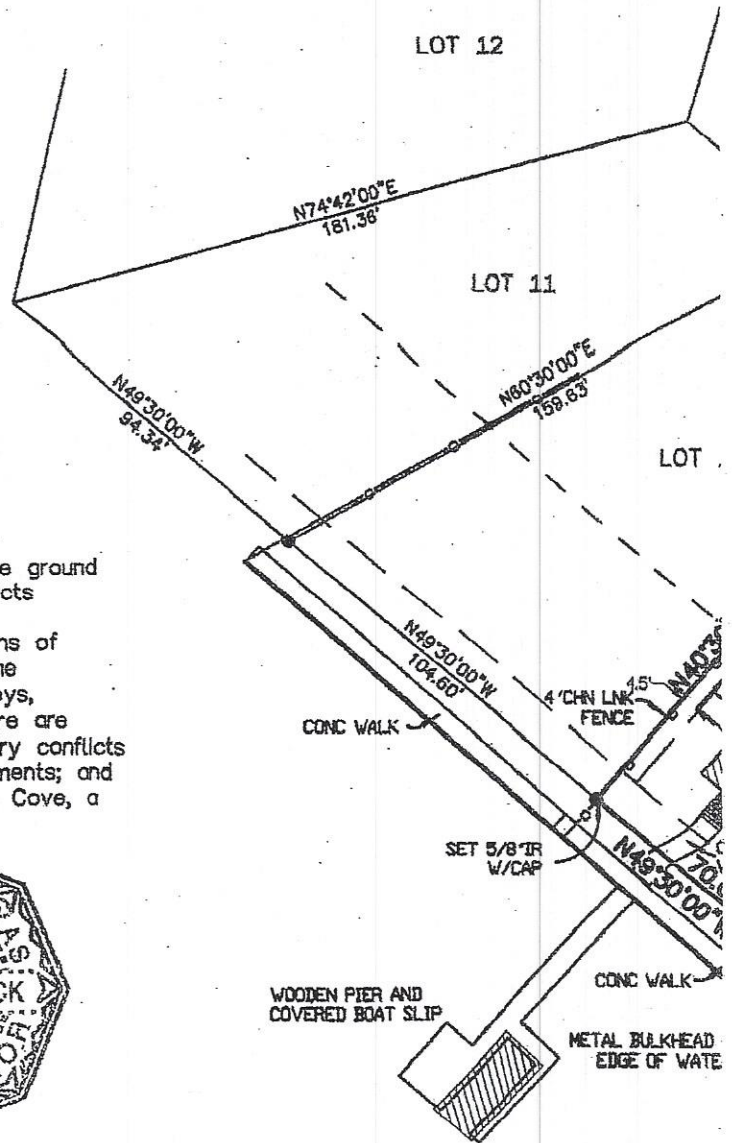 LOT 12
N74°42'00"E
181.36'
LOT 11
N49°30'00"W
94.34'
N60°30'00"E
159.63'
LOT
e ground
cts
ns of
ne
eys,
re are
ry conflicts
ments; and
Cove, a
N49°30'00"W
104.60'
4'CHN LNK
FENCE
CONC WALK
SET 5/8"IR
W/CAP
N49°30'00"
WOODEN PIER AND
COVERED BOAT SLIP
CONC WALK
METAL BULKHEAD
EDGE OF WATE